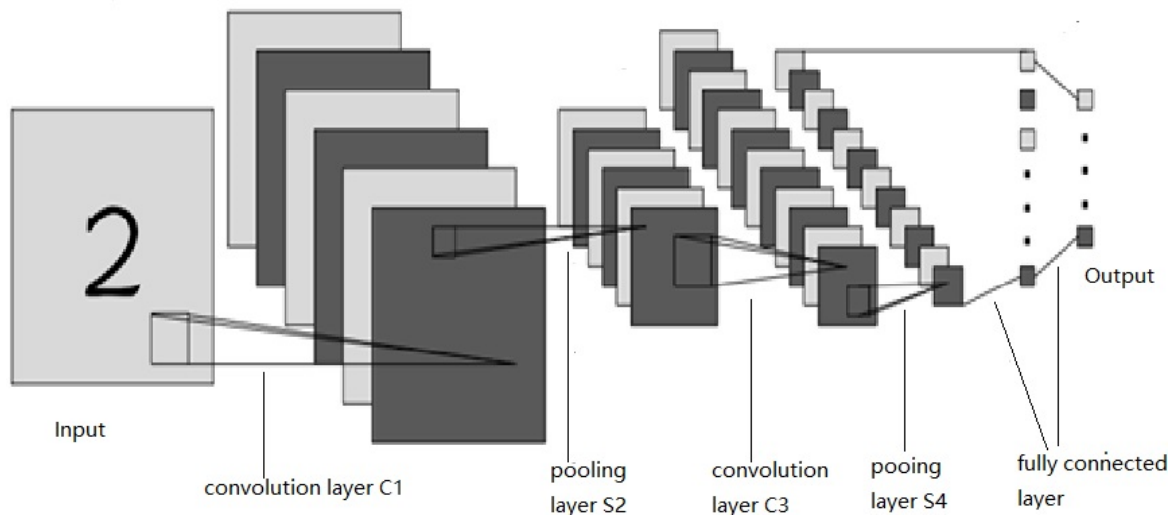 2
Input
convolution layer C1
pooling
layer S2
convolution
layer C3
pooing
layer S4
fully connected
layer
Output